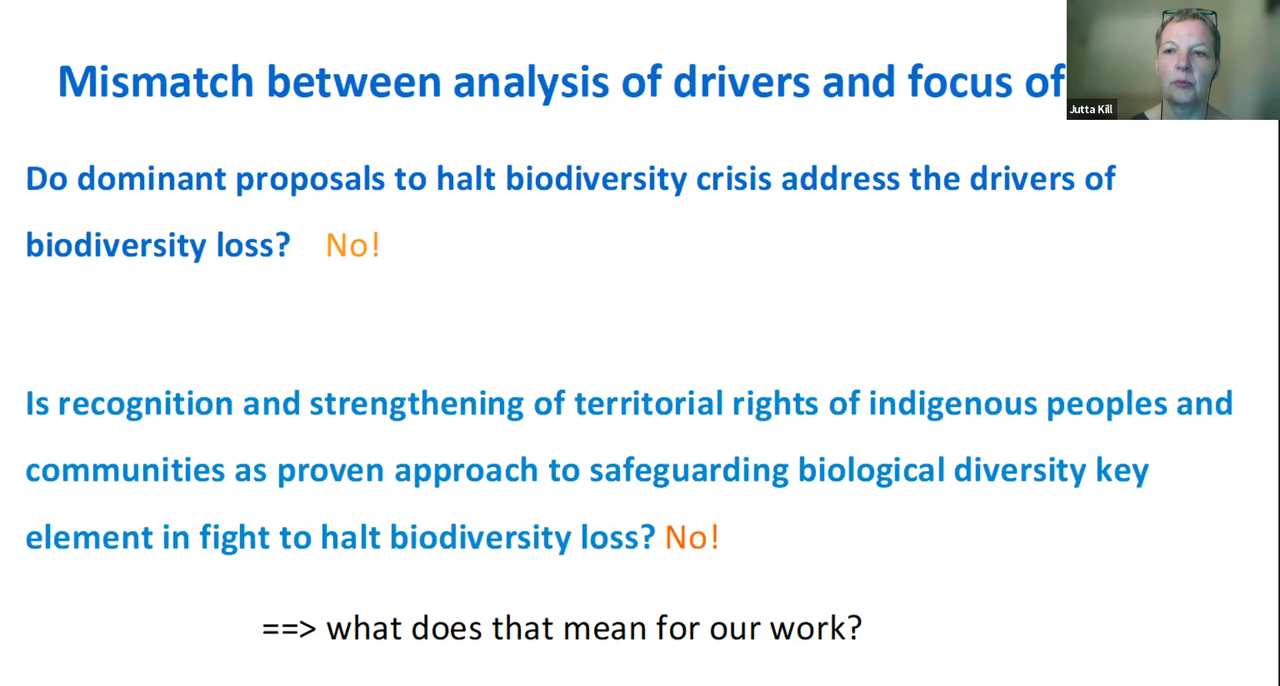 Mismatch between analysis of drivers and focus of
Jutta Kill
Do dominant proposals to halt biodiversity crisis address the drivers of
biodiversity loss? No!
Is recognition and strengthening of territorial rights of indigenous peoples and
communities as proven approach to safeguarding biological diversity key
element in fight to halt biodiversity loss? No!
==> what does that mean for our work?